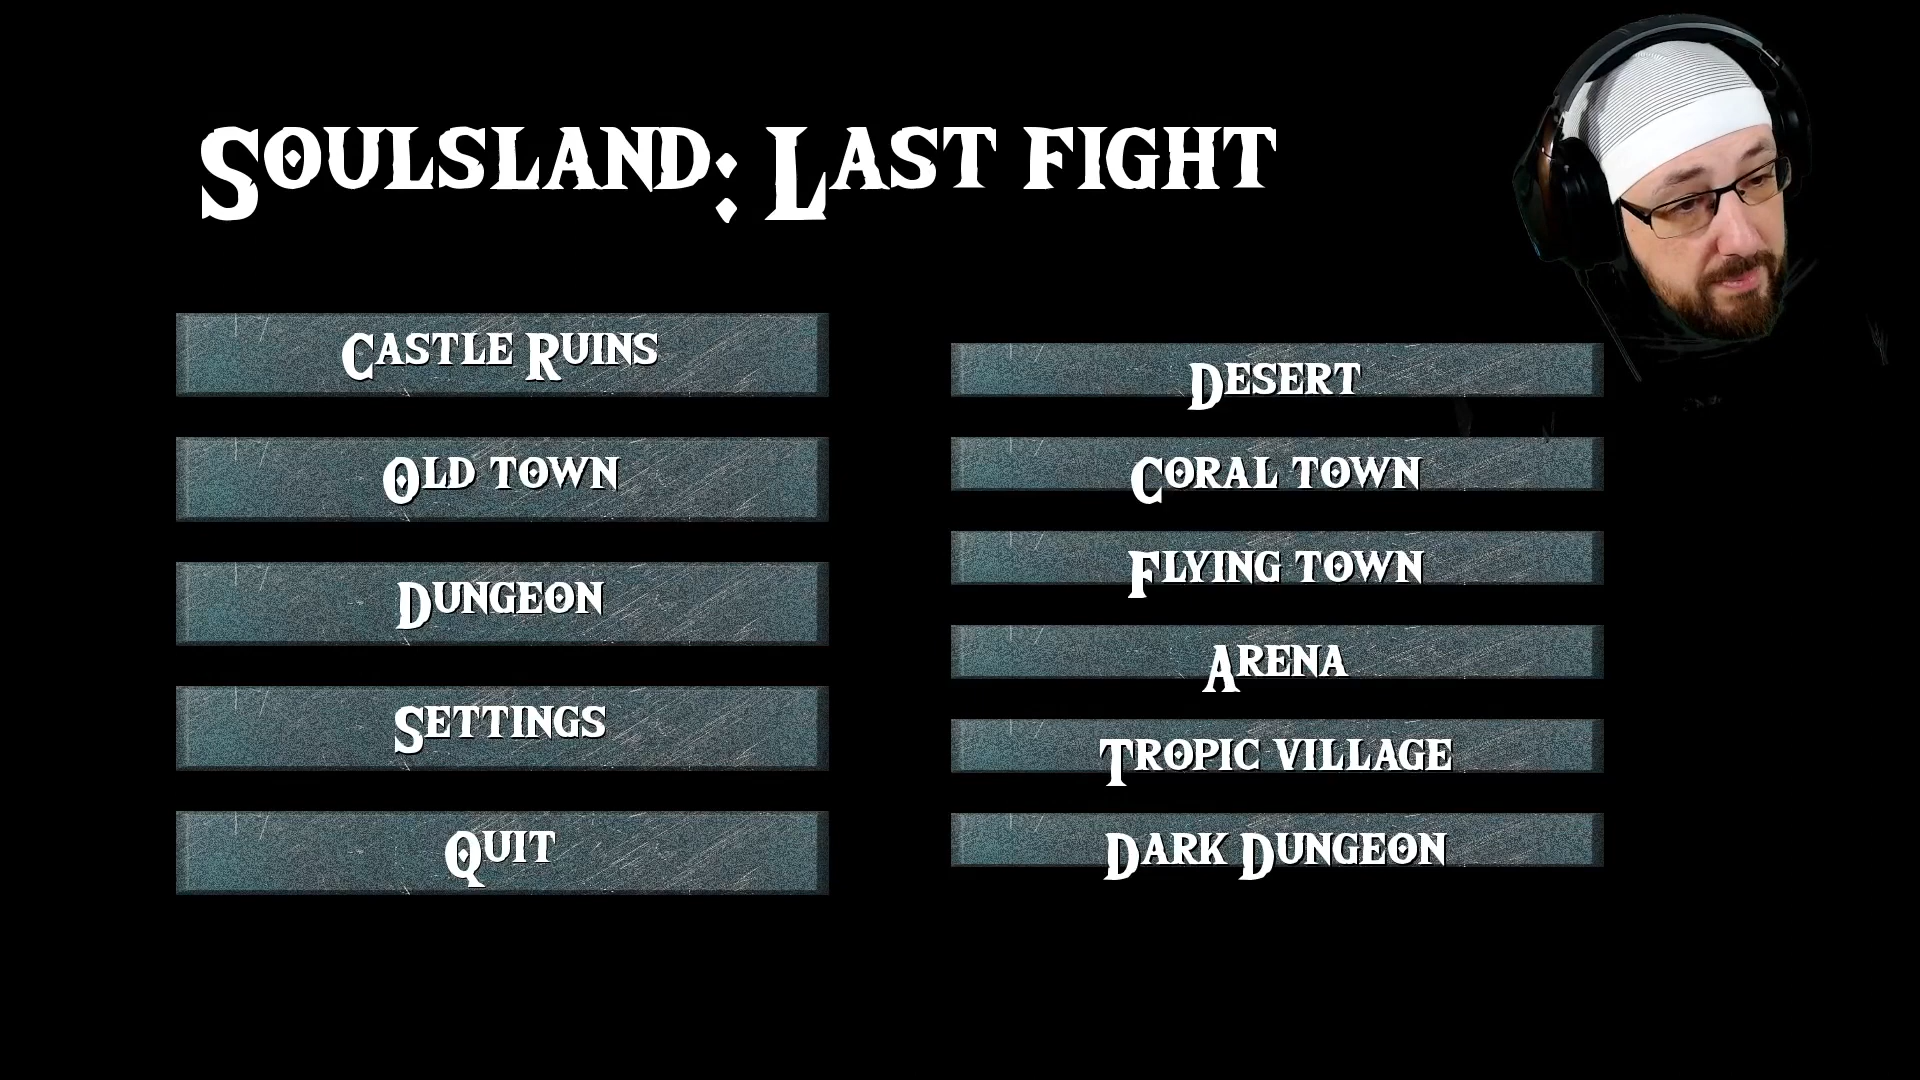 Soulsland: Last fight
Castle Ruins
Old town
Dungeon
Settings
Quit
Desert
Coral town
Flying town
Arena
Tropic village
Dark Dungeon